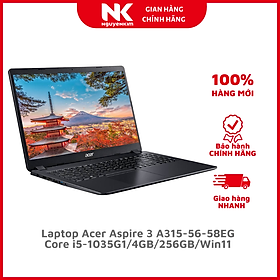 NK
NGUYENKIM
GIAN HÀNG
CHÍNH HÃNG
100%
HÀNG MỚI
Bảo hành
CHÍNH HÃNG
Giao hàng
NHANH
acer
Laptop Acer Aspire 3 A315-56-58EG
Core i5-1035G1/4GB/256GB/Win11